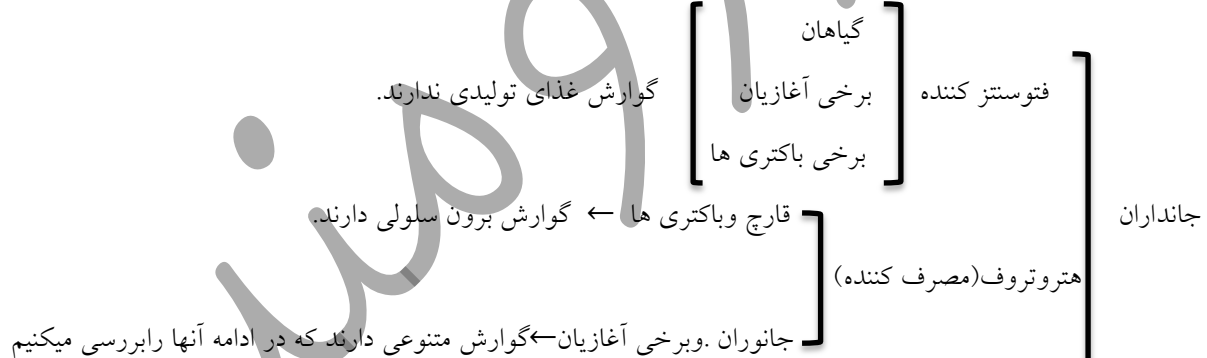 گیاهان
فتوسنتز کننده برخی آغازیان گوارش غذای تولیدی ندارند.
برخی باکتری ها
جانداران قارچ وباکتری ها ← گوارش برون سلولی دارند.
هتروتروف(مصرف کننده)
جانوران .وبرخی آغازیان←گوارش متنوعی دارند که در ادامه آنها رابررسی میکنیم